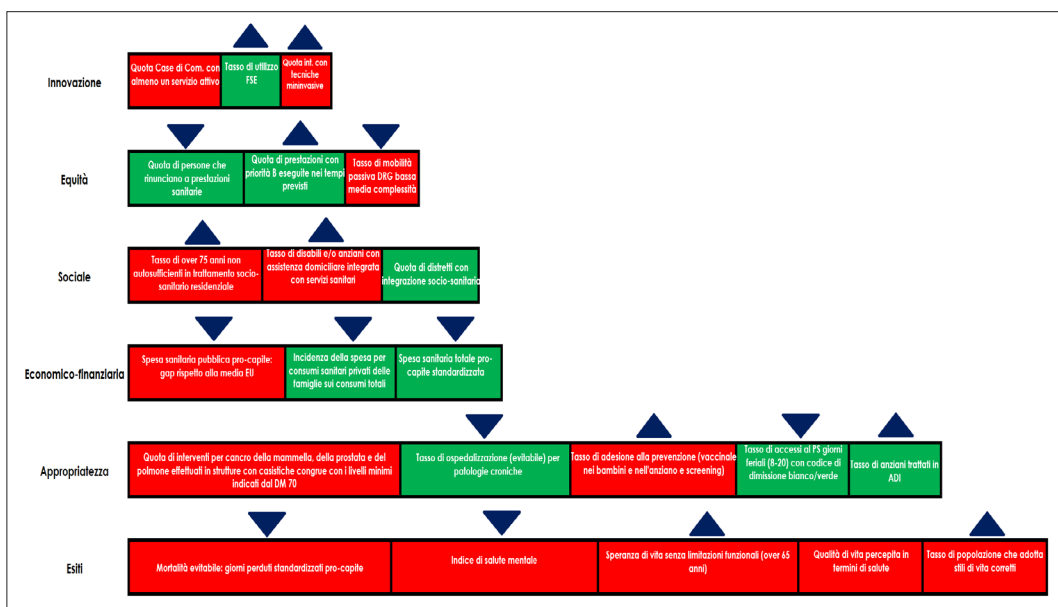 Innovazione
Quota Case di Com. con
almeno un servizio attivo
Tasso di utilizzo
FSE
Quota int. con
tecniche
mininvasive
Equità
Quota di persone che
rinunciano a prestazioni
sanitarie
Quota di prestazioni con
priorità B eseguite nei tempi
previsti
Tasso di mobilità
passiva DRG bassa
media complessità
Sociale
Tasso di over 75 anni non
autosufficienti in trattamento socio-
sanitario residenziale
Tasso di disabili e/o anziani con
assistenza domiciliare integrata
con servizi sanitari
Quota di distretti con
integrazione socio-sanitaria
Economico-finanziaria
Spesa sanitaria pubblica pro-capite:
gap rispetto alla media EU
Incidenza della spesa per
consumi sanitari privati delle
famiglie sui consumi totali
Spesa sanitaria totale pro-
capite standardizzata
Appropriatezza
Quota di interventi per cancro della mammella, della prostata e del
polmone effettuati in strutture con casistiche congrue con i livelli minimi
indicati dal DM 70
Tasso di ospedalizzazione (evitabile) per
patologie croniche
Tasso di adesione alla prevenzione (vaccinale
nei bambini e nell'anziano e screening)
Tasso di accessi al PS giorni
feriali (8-20) con codice di
dimissione bianco/verde
Tasso di anziani trattati in
ADI
Esiti
Mortalità evitabile: giorni perduti standardizzati pro-capite
Indice di salute mentale
Speranza di vita senza limitazioni funzionali (over 65
anni)
Qualità di vita percepita in
termini di salute
Tasso di popolazione che adotta
stili di vita corretti